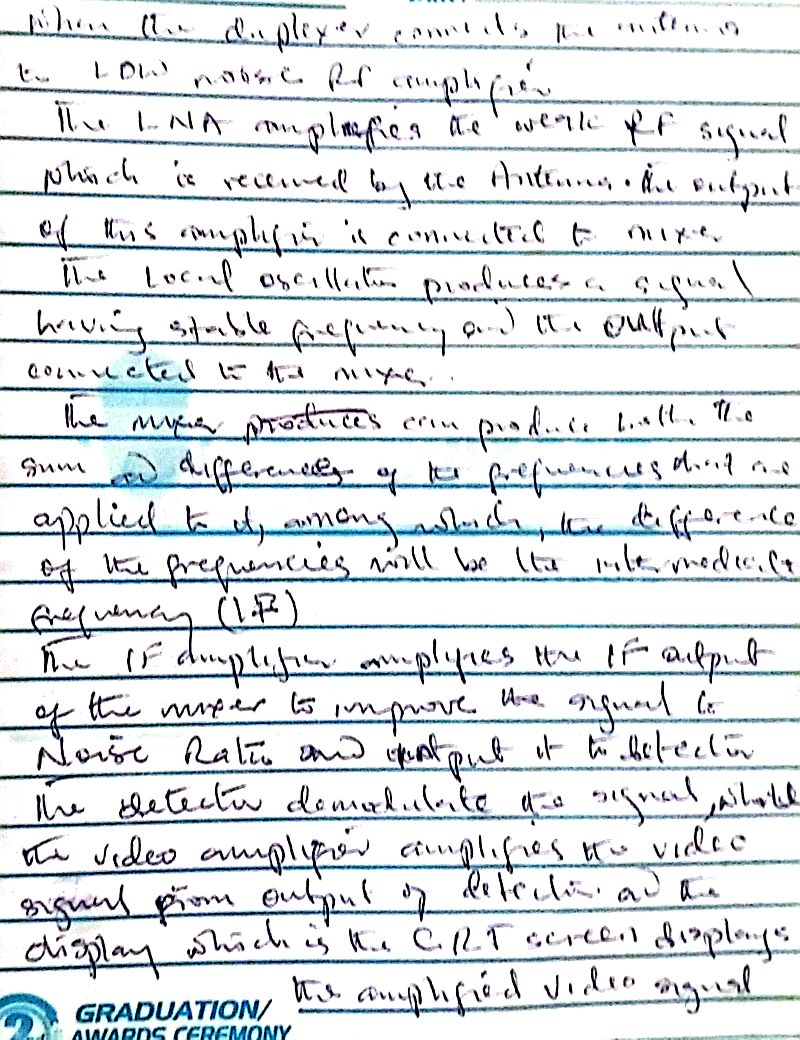 When the duplexer connects the antenna
to LOW noise RF amplifier
The LNA amplifies the weak RF signal
which is received by the Antenna. the output
of this amplifier is connected to mixer
The Local oscillator produces a signal
having stable frequency and the output
connected to the mixer.
The mixer produces can produce both the
sum and differences of the frequencies that are
applied to it, among which, the difference
of the frequencies will be the intermediate
frequency (I.F)
The IF amplifier amplifies the IF output
of the mixer to improve the signal to
Noise Ratio and output it to detector
The detector demodulate the signal, while
the video amplifier amplifies the video
signal from output of detector. and the
display which is the CRT screen displays
the amplified video signal
2
GRADUATION/
AWARDS CEREMONY